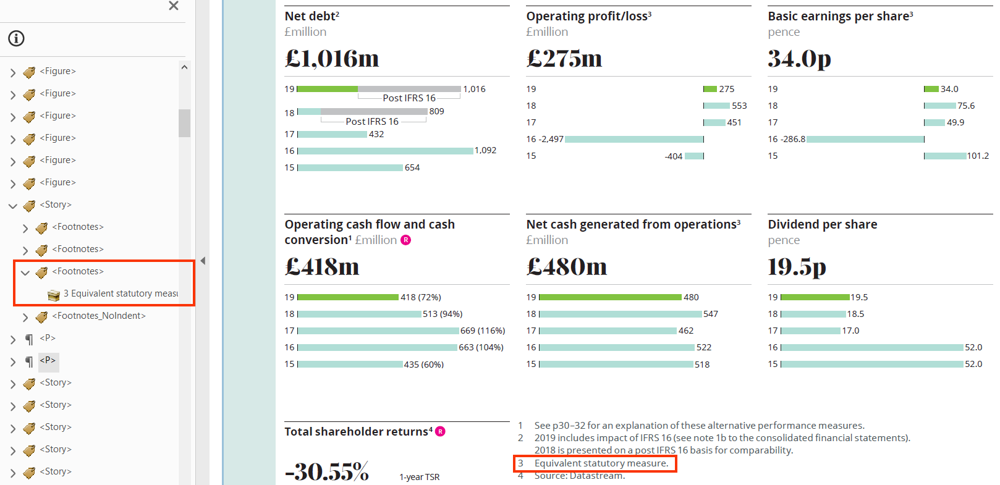 <Figure>
<Figure>
<Figure>
<Figure>
<Figure>
<Figure>
<Story>
<Footnotes>
<Footnotes>
<Footnotes>
3 Equivalent statutory measu
<Footnotes_NoIndent>
<P>
<P>
<Story>
<Story>
<Story>
<Story>
<Story>
Net debt²
£million
£1,016m
19 1,016
Post IFRS 16
18 809
Post IFRS 16
17 432
16 1,092
15 654
Operating profit/loss³
£million
£275m
19 275
18 553
17 451
16 -2,497
15 -404
Basic earnings per share³
pence
34.0p
19 34.0
18 75.6
17 49.9
16 -286.8
15 101.2
Operating cash flow and cash
conversion¹ £million R
£418m
19 418 (72%)
18 513 (94%)
17 669 (116%)
16 663 (104%)
15 435 (60%)
Net cash generated from operations³
£million
£480m
19 480
18 547
17 462
16 522
15 518
Dividend per share
pence
19.5p
19 19.5
18 18.5
17 17.0
16 52.0
15 52.0
Total shareholder returns⁴ R
-30.55% 1-year TSR
1 See p30–32 for an explanation of these alternative performance measures.
2 2019 includes impact of IFRS 16 (see note 1b to the consolidated financial statements).
2018 is presented on a post IFRS 16 basis for comparability.
3 Equivalent statutory measure.
4 Source: Datastream.